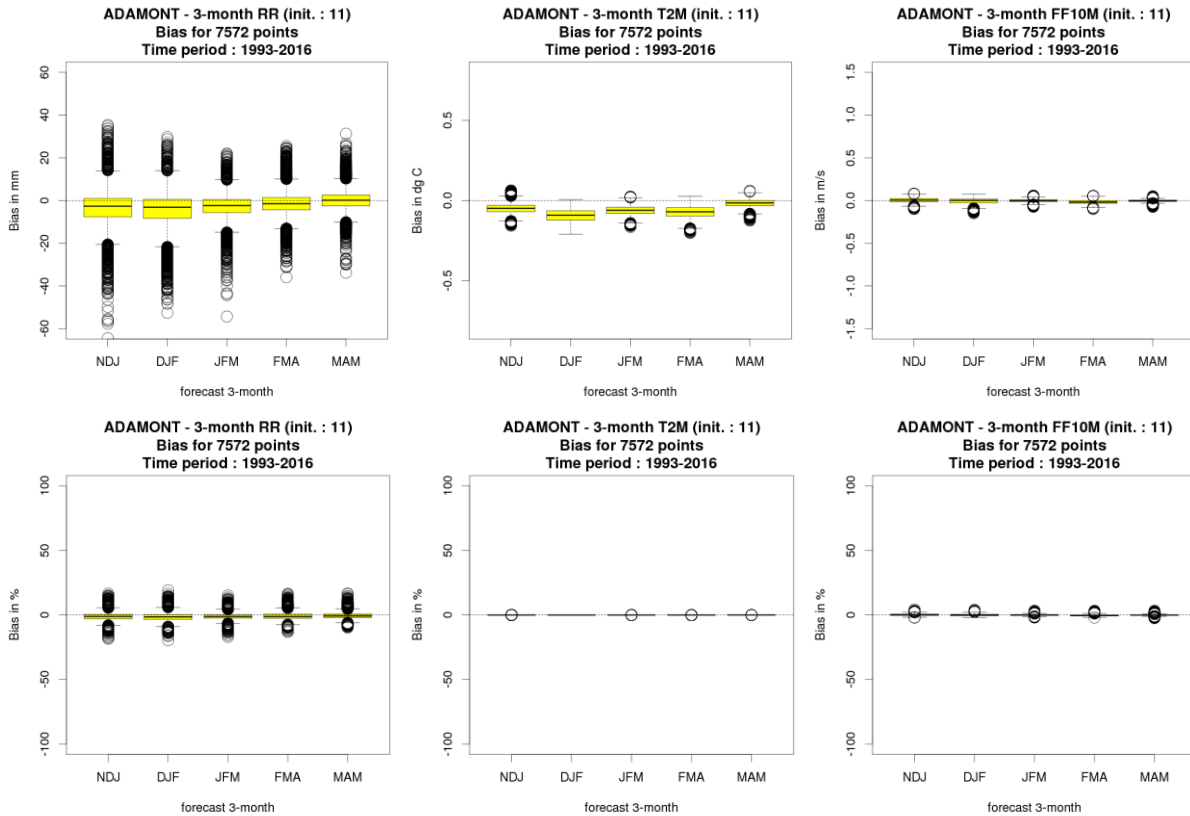 ADAMONT - 3-month RR (init. : 11)
Bias for 7572 points
Time period : 1993-2016
Bias in mm
60
40
20
0
-20
-40
-60
NDJ DJF JFM FMA MAM
forecast 3-month
ADAMONT - 3-month T2M (init. : 11)
Bias for 7572 points
Time period : 1993-2016
Bias in dg C
0.5
0.0
-0.5
NDJ DJF JFM FMA MAM
forecast 3-month
ADAMONT - 3-month FF10M (init. : 11)
Bias for 7572 points
Time period : 1993-2016
Bias in m/s
1.5
1.0
0.5
0.0
-0.5
-1.0
-1.5
NDJ DJF JFM FMA MAM
forecast 3-month
ADAMONT - 3-month RR (init. : 11)
Bias for 7572 points
Time period : 1993-2016
Bias in %
100
50
0
-50
-100
NDJ DJF JFM FMA MAM
forecast 3-month
ADAMONT - 3-month T2M (init. : 11)
Bias for 7572 points
Time period : 1993-2016
Bias in %
100
50
0
-50
-100
NDJ DJF JFM FMA MAM
forecast 3-month
ADAMONT - 3-month FF10M (init. : 11)
Bias for 7572 points
Time period : 1993-2016
Bias in %
100
50
0
-50
-100
NDJ DJF JFM FMA MAM
forecast 3-month